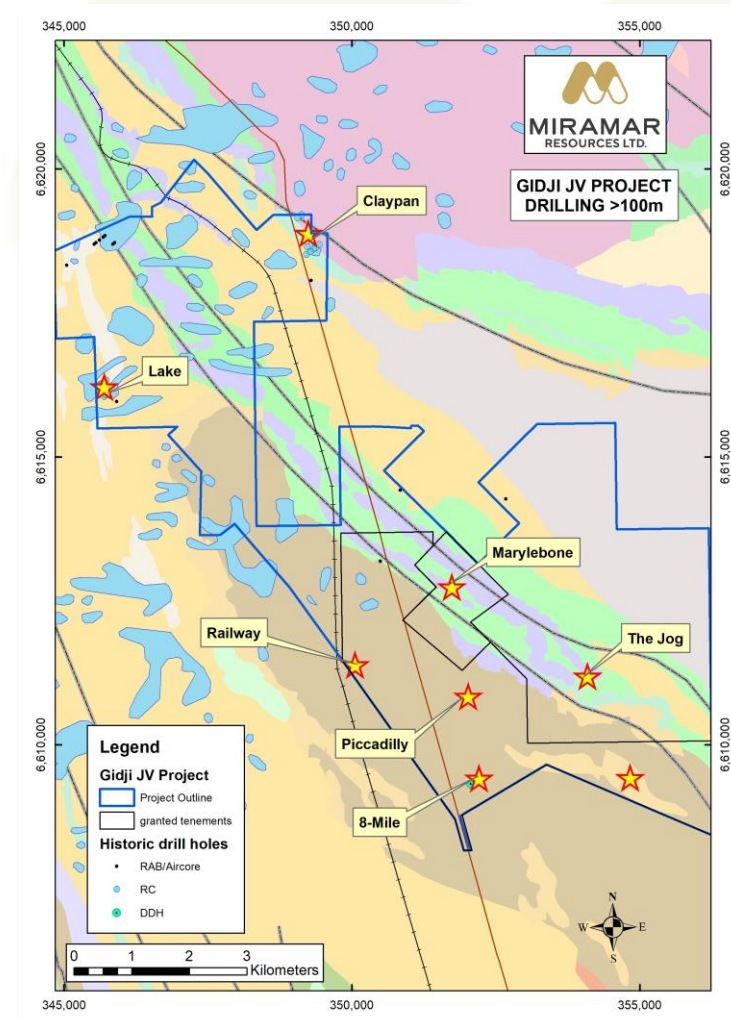 345,000
350,000
355,000
6,620,000
6,620,000
MIRAMAR
RESOURCES LTD.
GIDJI JV PROJECT
DRILLING >100m
Claypan
Lake
6,615,000
6,615,000
Marylebone
Railway
The Jog
Piccadilly
6,610,000
6,610,000
8-Mile
Legend
Gidji JV Project
Project Outline
granted tenements
Historic drill holes
RAB/Aircore
RC
DDH
N
W
E
S
0 1 2 3
Kilometers
345,000
350,000
355,000